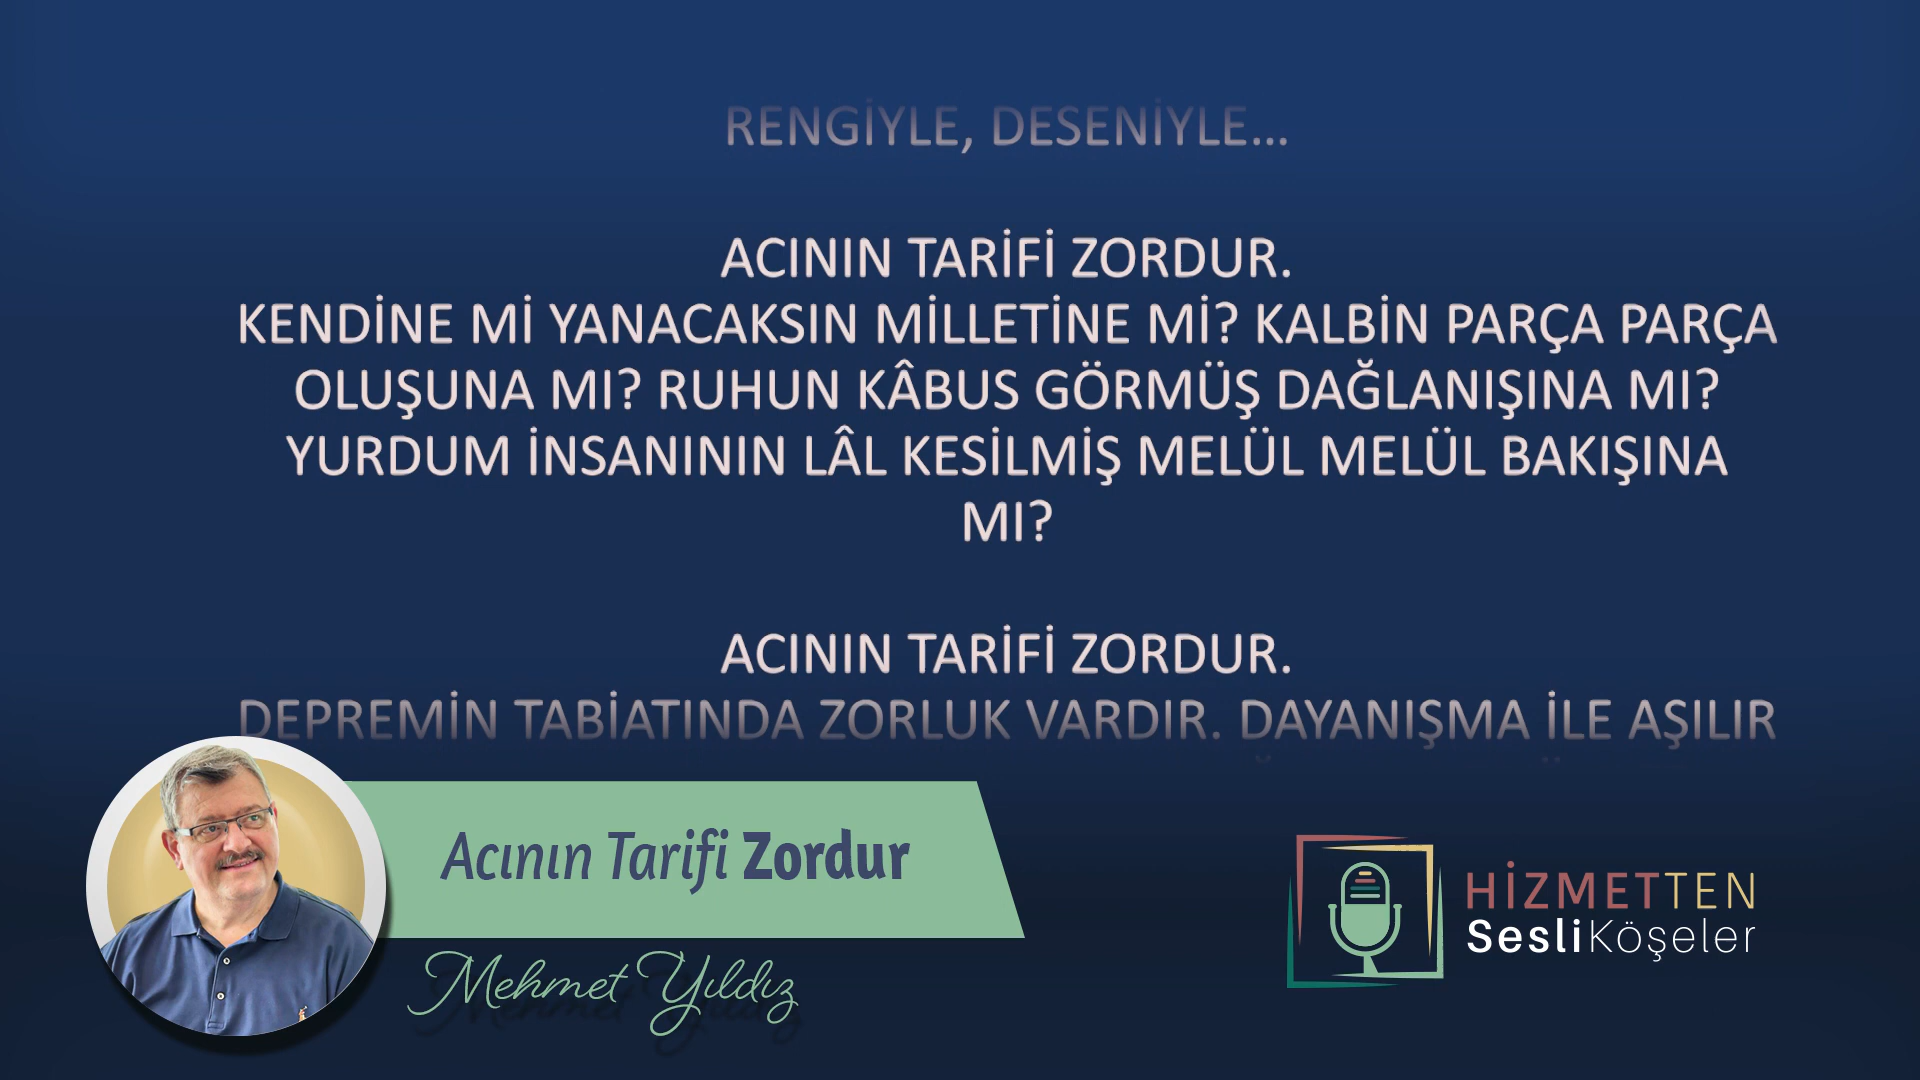 RENGİYLE, DESENİYLE...
ACININ TARİFİ ZORDUR.
KENDİNE Mİ YANACAKSIN MİLLETİNE Mİ? KALBİN PARÇA PARÇA
OLUŞUNA MI? RUHUN KÂBUS GÖRMÜŞ DAĞLANIŞINA MI?
YURDUM İNSANININ LÂL KESİLMİŞ MELÜL MELÜL BAKIŞINA
MI?
ACININ TARİFİ ZORDUR.
DEPREMİN TABİATINDA ZORLUK VARDIR. DAYANIŞMA İLE AŞILIR
Acının Tarifi Zordur
Mehmet Yıldız
HİZMETTEN
SesliKöşeler